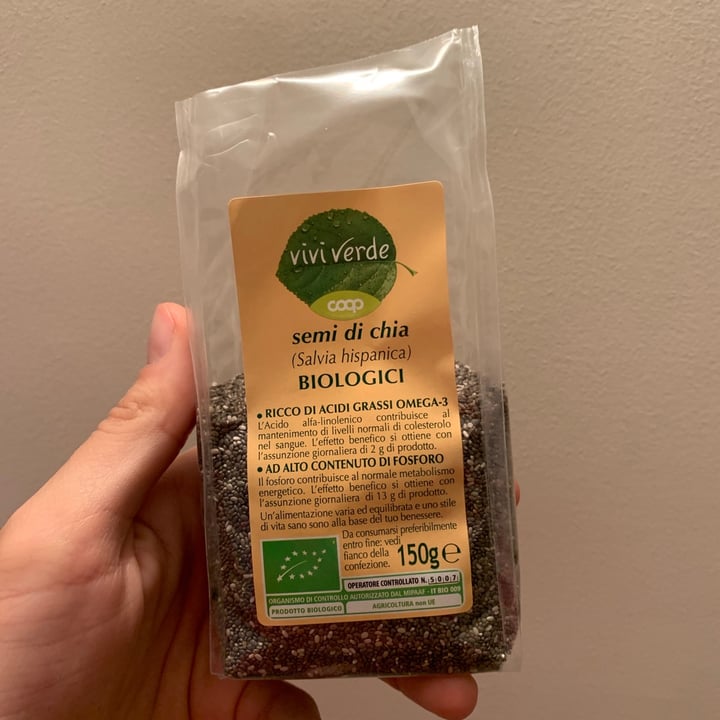 vivi verde
coop
semi di chia
(Salvia hispanica)
BIOLOGICI
• RICCO DI ACIDI GRASSI OMEGA-3
L'Acido alfa-linolenico contribuisce al
mantenimento di livelli normali di colesterolo
nel sangue. L'effetto benefico si ottiene con
l'assunzione giornaliera di 2 g di prodotto.
• AD ALTO CONTENUTO DI FOSFORO
Il fosforo contribuisce al normale metabolismo
energetico. L'effetto benefico si ottiene con
l'assunzione giornaliera di 13 g di prodotto.
Un'alimentazione varia ed equilibrata e uno stile
di vita sano sono alla base del tuo benessere.
Da consumarsi preferibilmente
entro fine: vedi
fianco della
confezione.
150g℮
OPERATORE CONTROLLATO N. 5007
ORGANISMO DI CONTROLLO AUTORIZZATO DAL MIPAAF - IT BIO 009
PRODOTTO BIOLOGICO
AGRICOLTURA non UE